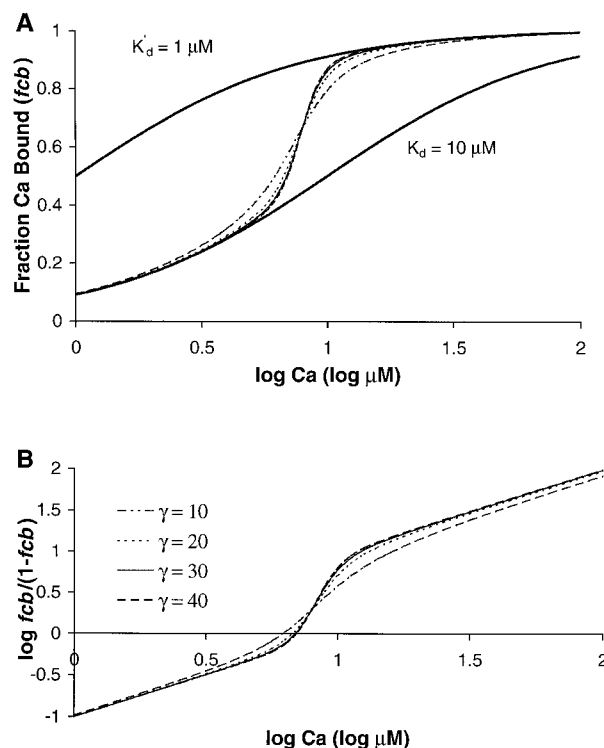 A
Fraction Ca Bound (fcb)
1
0.8
0.6
0.4
0.2
0
K'd = 1 µM
Kd = 10 µM
0 0.5 1 1.5 2
log Ca (log µM)
B
log fcb/(1-fcb)
2
1.5
1
0.5
0
-0.5
-1
γ = 10
γ = 20
γ = 30
γ = 40
0 0.5 1 1.5 2
log Ca (log µM)